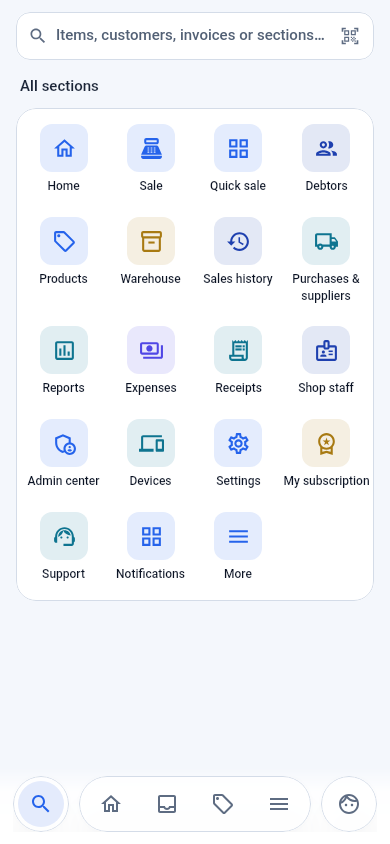 Items, customers, invoices or sections...
All sections
Home
Sale
Quick sale
Debtors
Products
Warehouse
Sales history
Purchases &
suppliers
Reports
Expenses
Receipts
Shop staff
Admin center
Devices
Settings
My subscription
Support
Notifications
More